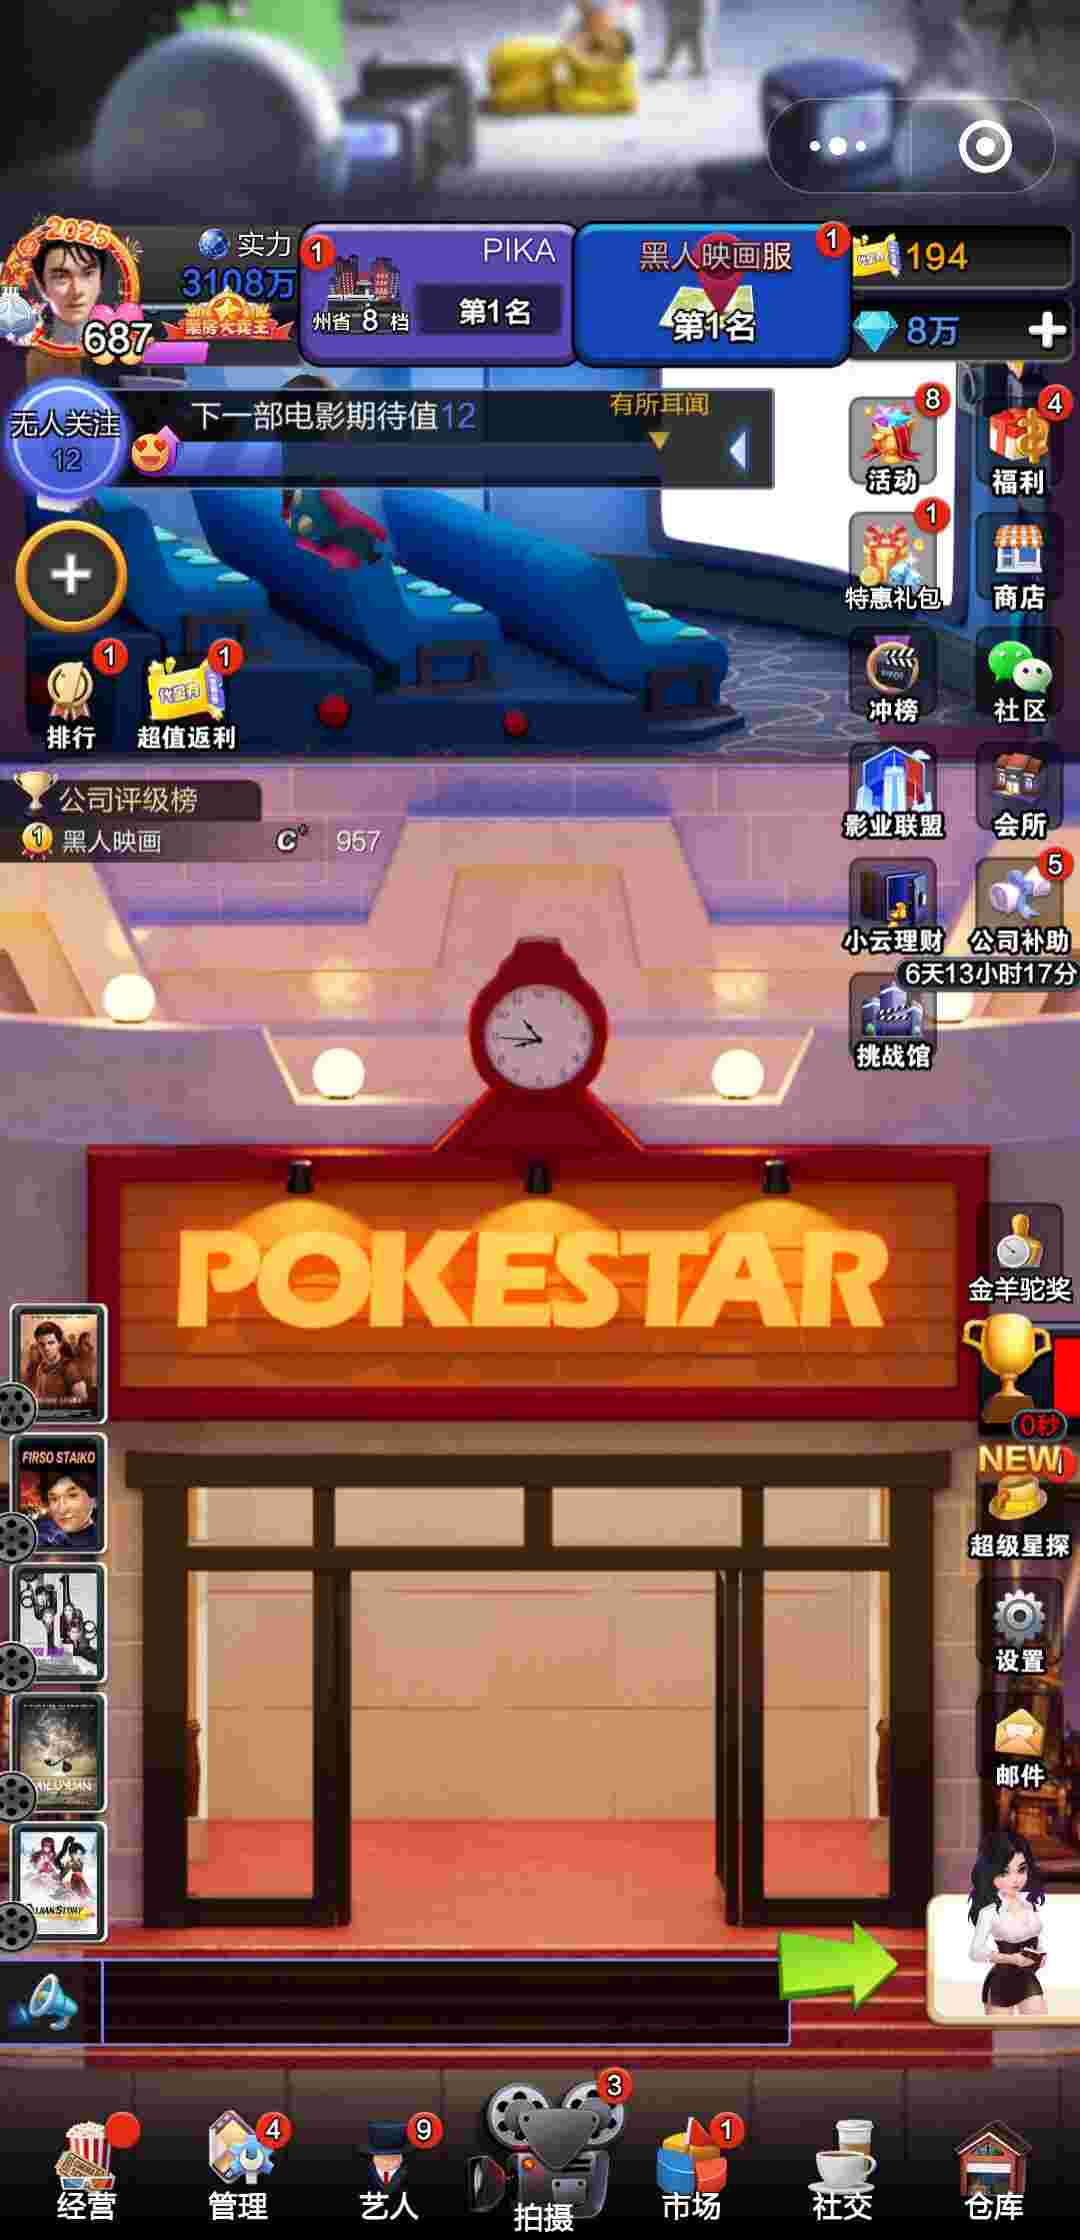 2025
实力
3108万
687
票房大死王
1
PIKA
州省 8 档
第1名
黑人映画服
1
第1名
194
8万
无人关注
12
下一部电影期待值12
有所耳闻
8
活动
4
福利
1
特惠礼包
商店
1
排行
1
超值返利
冲榜
社区
公司评级榜
1
黑人映画
C+
957
影业联盟
会所
小云理财
5
公司补助
6天13小时17分
挑战馆
POKESTAR
金羊驼奖
0秒
NEW
超级星探
FIRSO STAIKO
设置
邮件
经营
4
管理
9
艺人
3
拍摄
1
市场
社交
仓库